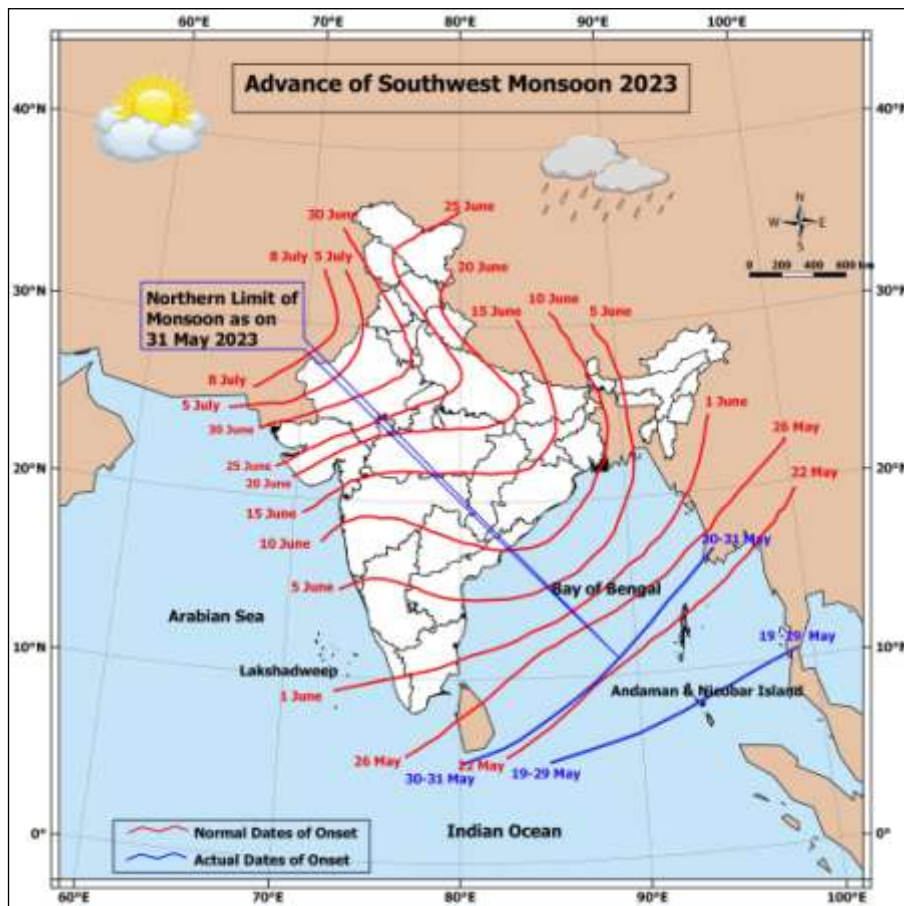 60°E 70°E 80°E 90°E 100°E
Advance of Southwest Monsoon 2023
40°N 40°N
N
W E
S
0 200 400 600 km
30 June
25 June
8 July 5 July
20 June
30°N 30°N
Northern Limit of
Monsoon as on
31 May 2023
15 June
10 June
5 June
8 July
5 July
1 June
30 June
26 May
20°N 20°N
25 June
20 June
22 May
15 June
10 June
30-31 May
5 June
Bay of Bengal
Arabian Sea
19-29 May
10°N 10°N
Lakshadweep
1 June
Andaman & Nicobar Island
26 May
22 May
30-31 May
19-29 May
Normal Dates of Onset
Actual Dates of Onset
Indian Ocean
0° 0°
60°E 70°E 80°E 90°E 100°E